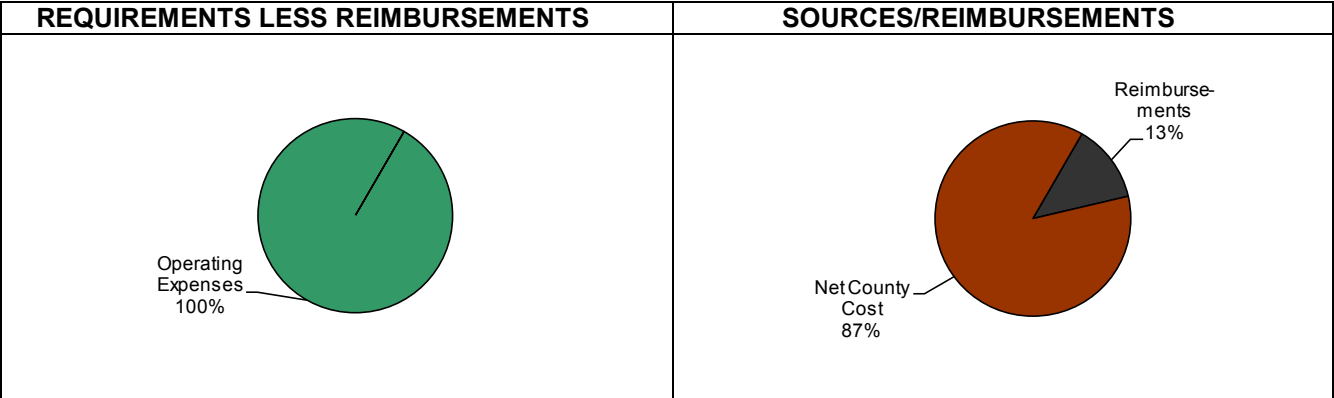 REQUIREMENTS LESS REIMBURSEMENTS
Operating
Expenses
100%
SOURCES/REIMBURSEMENTS
Reimburse-
ments
13%
Net County
Cost
87%